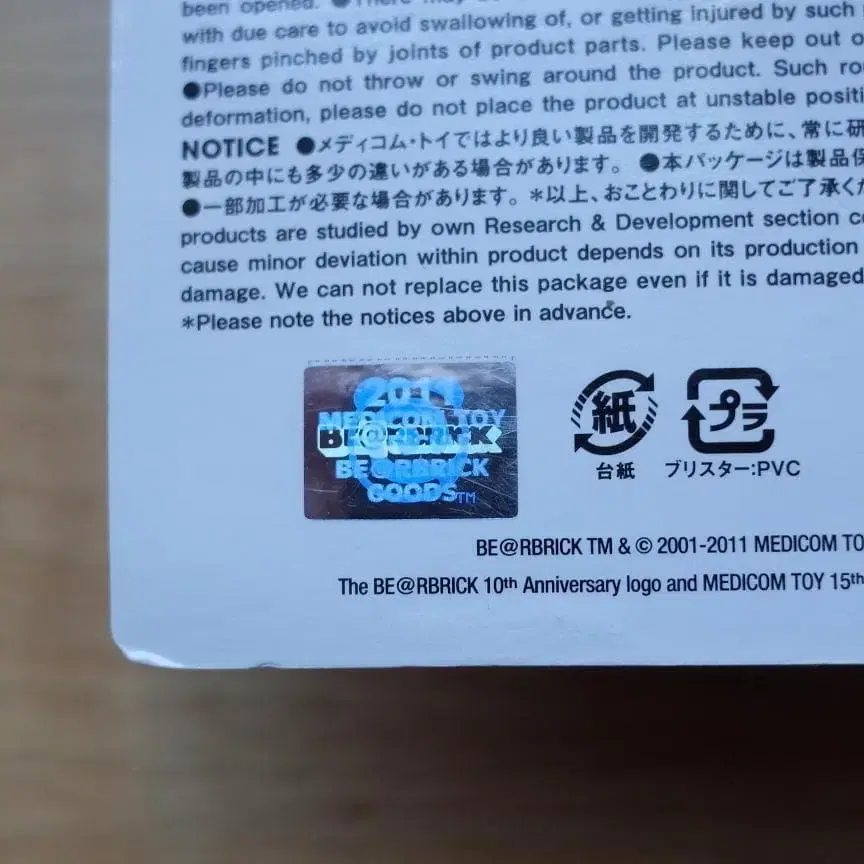 been opened. ●There may be
with due care to avoid swallowing of, or getting injured by such
fingers pinched by joints of product parts. Please keep out o
●Please do not throw or swing around the product. Such ro
deformation, please do not place the product at unstable positi
NOTICE ●メディコム・トイではより良い製品を開発するために、常に研
製品の中にも多少の違いがある場合があります。 ●本パッケージは製品保
●一部加工が必要な場合があります。 *以上、おことわりに関してご了承くだ
products are studied by own Research & Development section c
cause minor deviation within product depends on its production
damage. We can not replace this package even if it is damaged
*Please note the notices above in advance.
2011
MEDICOM TOY
BE@RBRICK
BE@RBRICK
GOODS TM
紙
台紙
プラ
ブリスター:PVC
BE@RBRICK TM & © 2001-2011 MEDICOM TO
The BE@RBRICK 10th Anniversary logo and MEDICOM TOY 15th